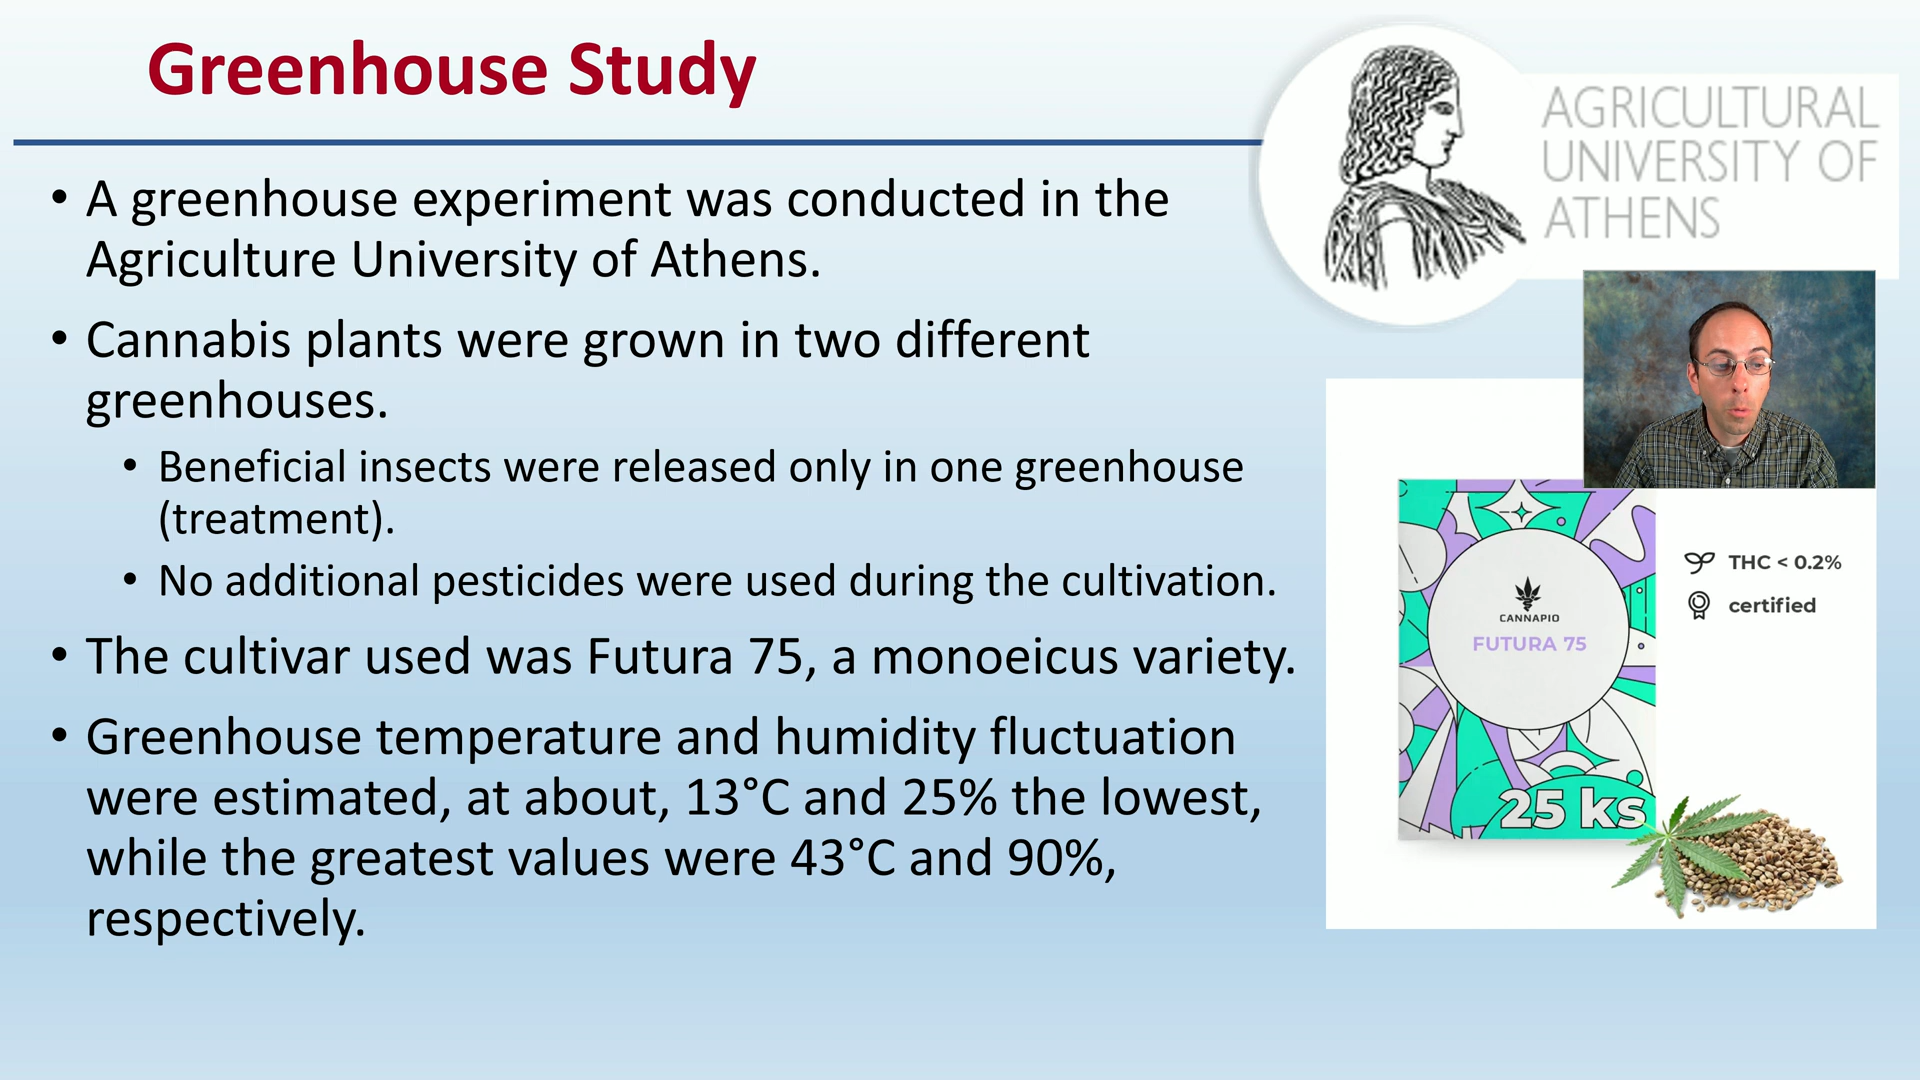 Greenhouse Study
AGRICULTURAL
UNIVERSITY OF
ATHENS
• A greenhouse experiment was conducted in the
Agriculture University of Athens.
• Cannabis plants were grown in two different
greenhouses.
• Beneficial insects were released only in one greenhouse
(treatment).
• No additional pesticides were used during the cultivation.
• The cultivar used was Futura 75, a monoeicus variety.
• Greenhouse temperature and humidity fluctuation
were estimated, at about, 13°C and 25% the lowest,
while the greatest values were 43°C and 90%,
respectively.
THC < 0.2%
certified
CANNAPIO
FUTURA 75
25 ks